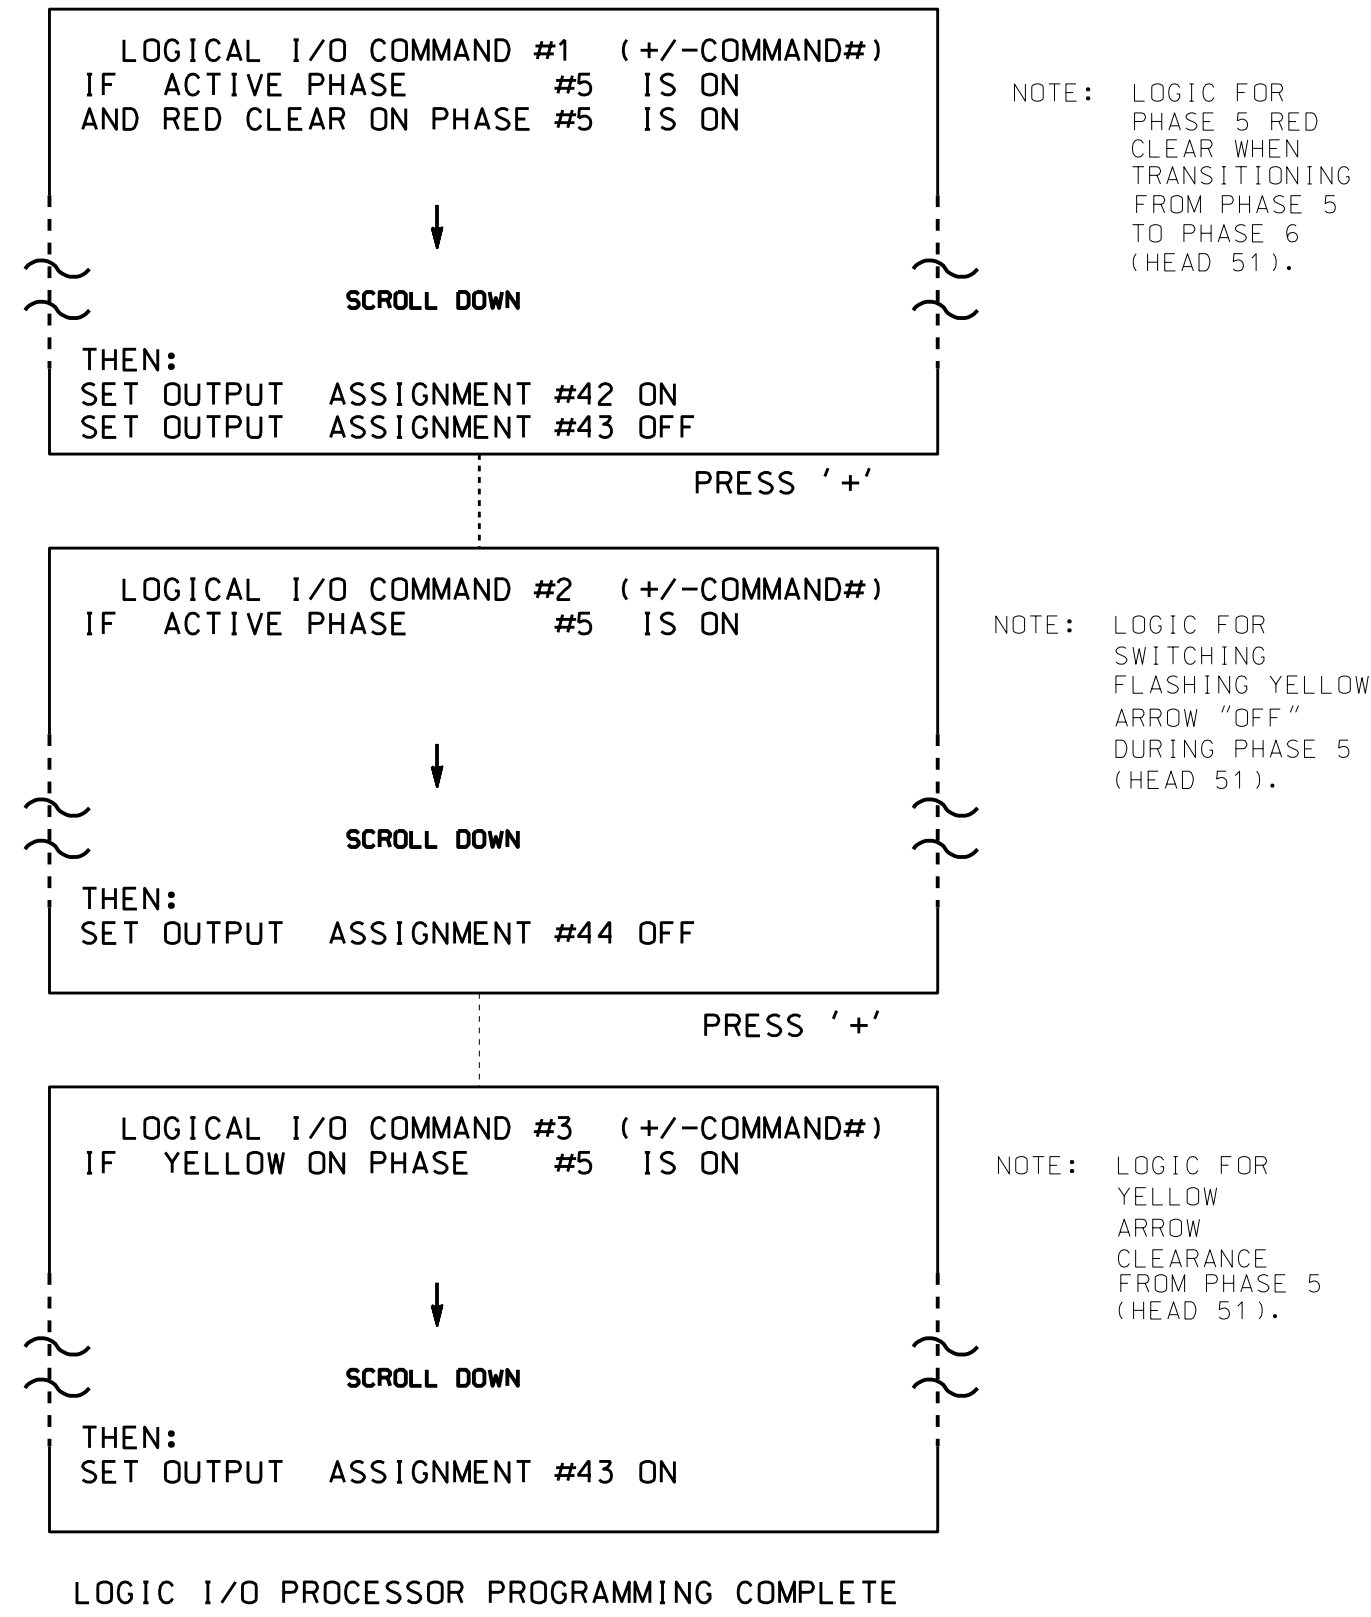 LOGICAL I/O COMMAND #1 (+/-COMMAND#)
IF ACTIVE PHASE #5 IS ON
AND RED CLEAR ON PHASE #5 IS ON
SCROLL DOWN
THEN:
SET OUTPUT ASSIGNMENT #42 ON
SET OUTPUT ASSIGNMENT #43 OFF
NOTE: LOGIC FOR
PHASE 5 RED
CLEAR WHEN
TRANSITIONING
FROM PHASE 5
TO PHASE 6
(HEAD 51).
PRESS '+'
LOGICAL I/O COMMAND #2 (+/-COMMAND#)
IF ACTIVE PHASE #5 IS ON
SCROLL DOWN
THEN:
SET OUTPUT ASSIGNMENT #44 OFF
NOTE: LOGIC FOR
SWITCHING
FLASHING YELLOW
ARROW "OFF"
DURING PHASE 5
(HEAD 51).
PRESS '+'
LOGICAL I/O COMMAND #3 (+/-COMMAND#)
IF YELLOW ON PHASE #5 IS ON
SCROLL DOWN
THEN:
SET OUTPUT ASSIGNMENT #43 ON
NOTE: LOGIC FOR
YELLOW
ARROW
CLEARANCE
FROM PHASE 5
(HEAD 51).
LOGIC I/O PROCESSOR PROGRAMMING COMPLETE